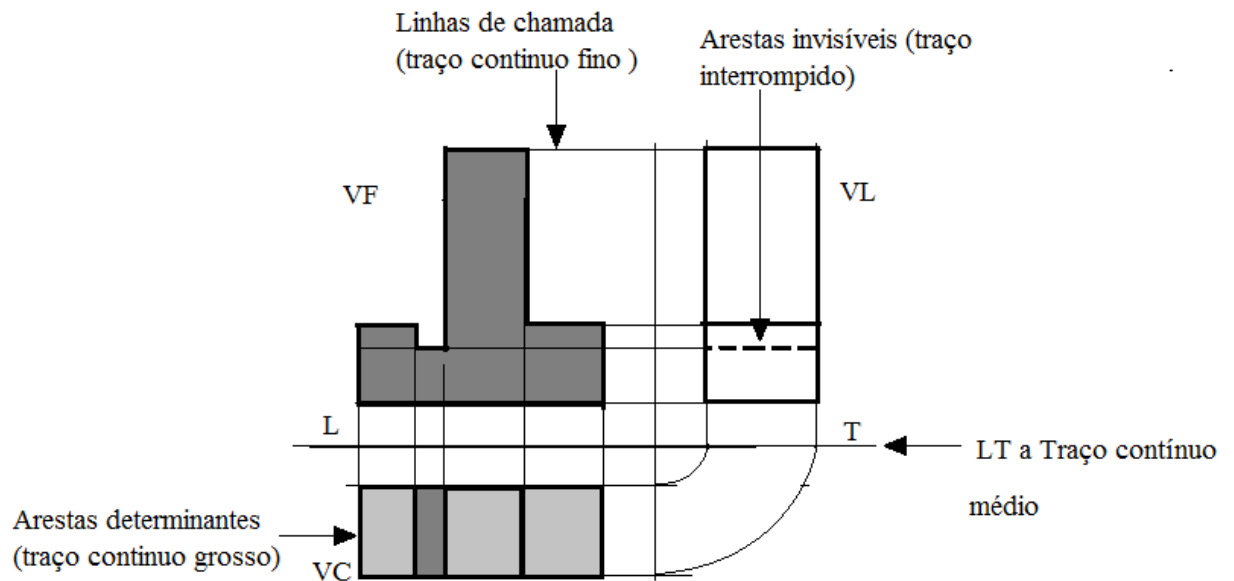 Linhas de chamada
(traço continuo fino )
Arestas invisíveis (traço
interrompido)
VF
VL
L
T
LT a Traço contínuo
médio
Arestas determinantes
(traço continuo grosso)
VC